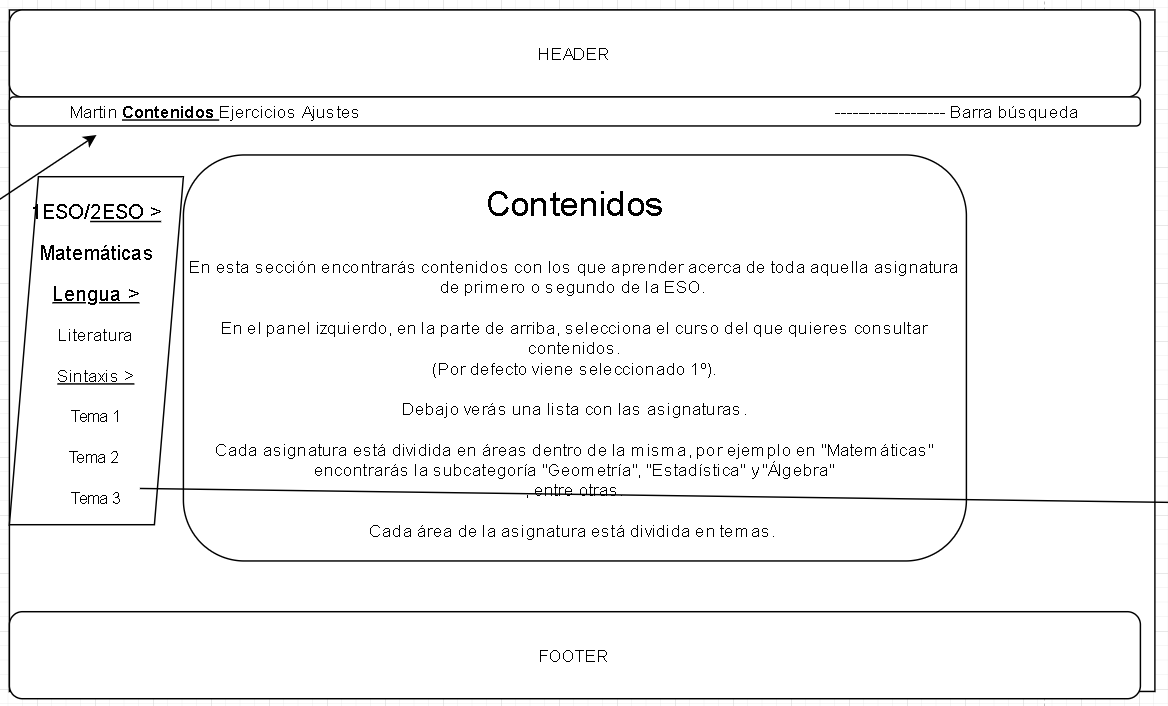 HEADER
Martin Contenidos Ejercicios Ajustes
------------------- Barra búsqueda
1ESO/2ESO >
Matemáticas
Lengua >
Literatura
Sintaxis >
Tema 1
Tema 2
Tema 3
Contenidos
En esta sección encontrarás contenidos con los que aprender acerca de toda aquella asignatura
de primero o segundo de la ESO.
En el panel izquierdo, en la parte de arriba, selecciona el curso del que quieres consultar
contenidos.
(Por defecto viene seleccionado 1º).
Debajo verás una lista con las asignaturas.
Cada asignatura está dividida en áreas dentro de la misma, por ejemplo en "Matemáticas"
encontrarás la subcategoría "Geometría", "Estadística" y "Álgebra"
, entre otras.
Cada área de la asignatura está dividida en temas.
FOOTER